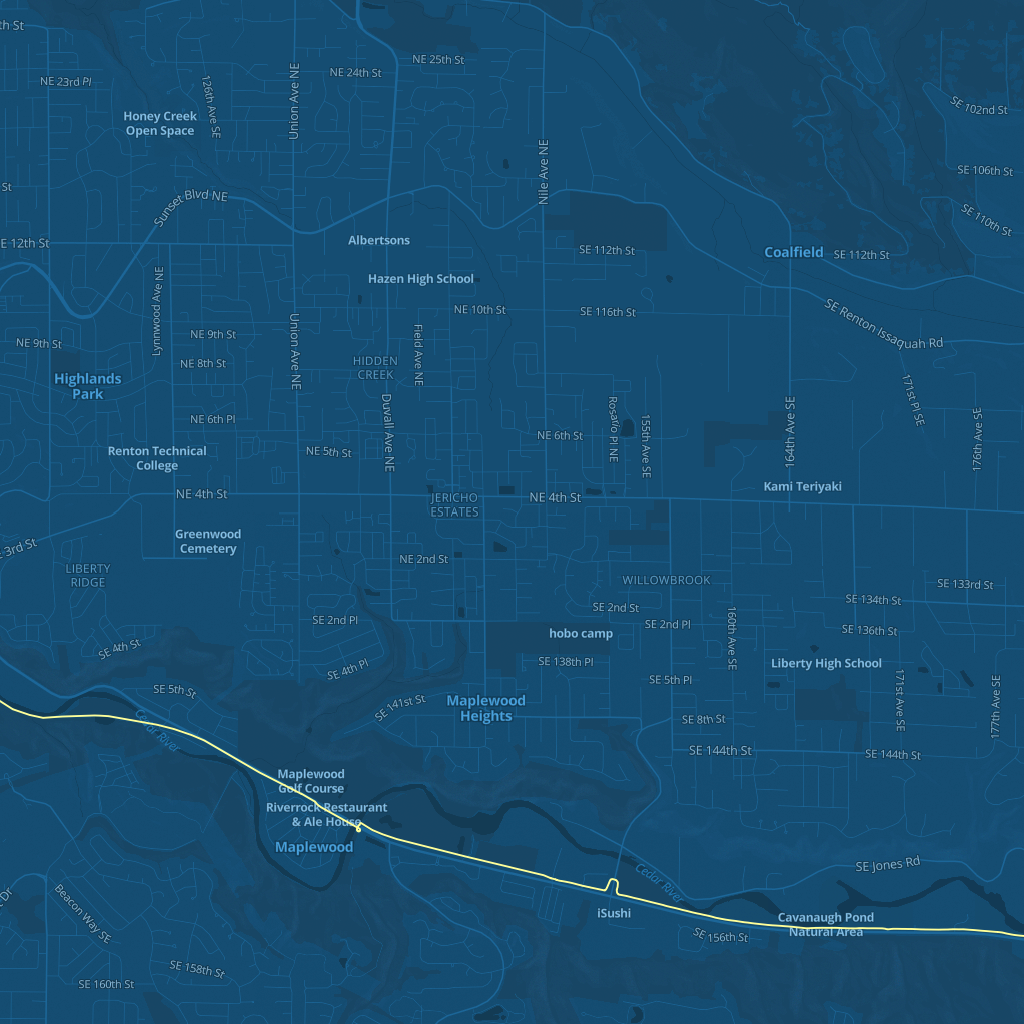 NE 25th St
NE 24th St
NE 23rd Pl
126th Ave SE
Union Ave NE
SE 102nd St
Honey Creek
Open Space
Nile Ave NE
SE 106th St
St
Sunset Blvd NE
SE 110th St
E 12th St
Albertsons
SE 112th St
Coalfield
SE 112th St
Hazen High School
Lynnwood Ave NE
NE 10th St
SE 116th St
SE Renton Issaquah Rd
Union Ave NE
Field Ave NE
NE 9th St
NE 9th St
NE 8th St
HIDDEN
CREEK
Highlands
Park
171st Pl SE
NE 6th Pl
Duvall Ave NE
Rosario Pl NE
155th Ave SE
164th Ave SE
176th Ave SE
NE 6th St
Renton Technical
College
NE 5th St
Kami Teriyaki
NE 4th St
JERICHO
ESTATES
NE 4th St
Greenwood
Cemetery
3rd St
NE 2nd St
LIBERTY
RIDGE
WILLOWBROOK
SE 133rd St
SE 134th St
SE 2nd St
SE 2nd Pl
SE 2nd Pl
160th Ave SE
SE 136th St
hobo camp
SE 4th St
SE 138th Pl
Liberty High School
SE 4th Pl
SE 5th Pl
SE 5th St
171st Ave SE
177th Ave SE
SE 141st St
Maplewood
Heights
SE 8th St
Cedar River
SE 144th St
SE 144th St
Maplewood
Golf Course
Riverrock Restaurant
& Ale House
Maplewood
SE Jones Rd
Cedar River
Dr
Beacon Way SE
iSushi
Cavanaugh Pond
Natural Area
SE 156th St
SE 158th St
SE 160th St